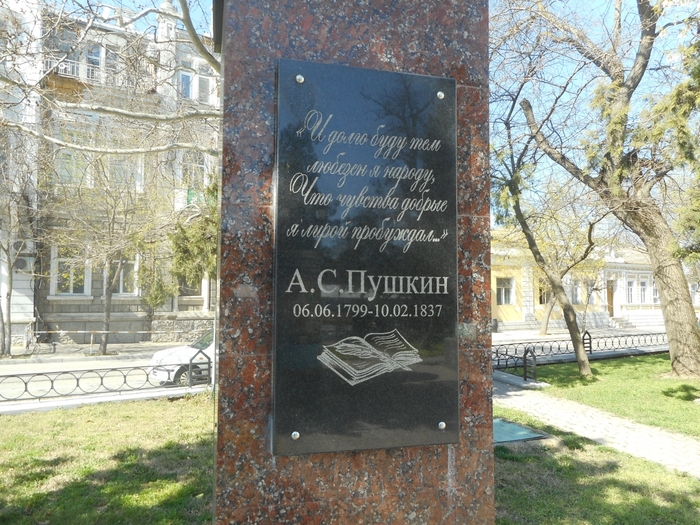 «И долго буду тем
любезен я народу,
Что чувства добрые
я лирой пробуждал...»
А.С.Пушкин
06.06.1799-10.02.1837